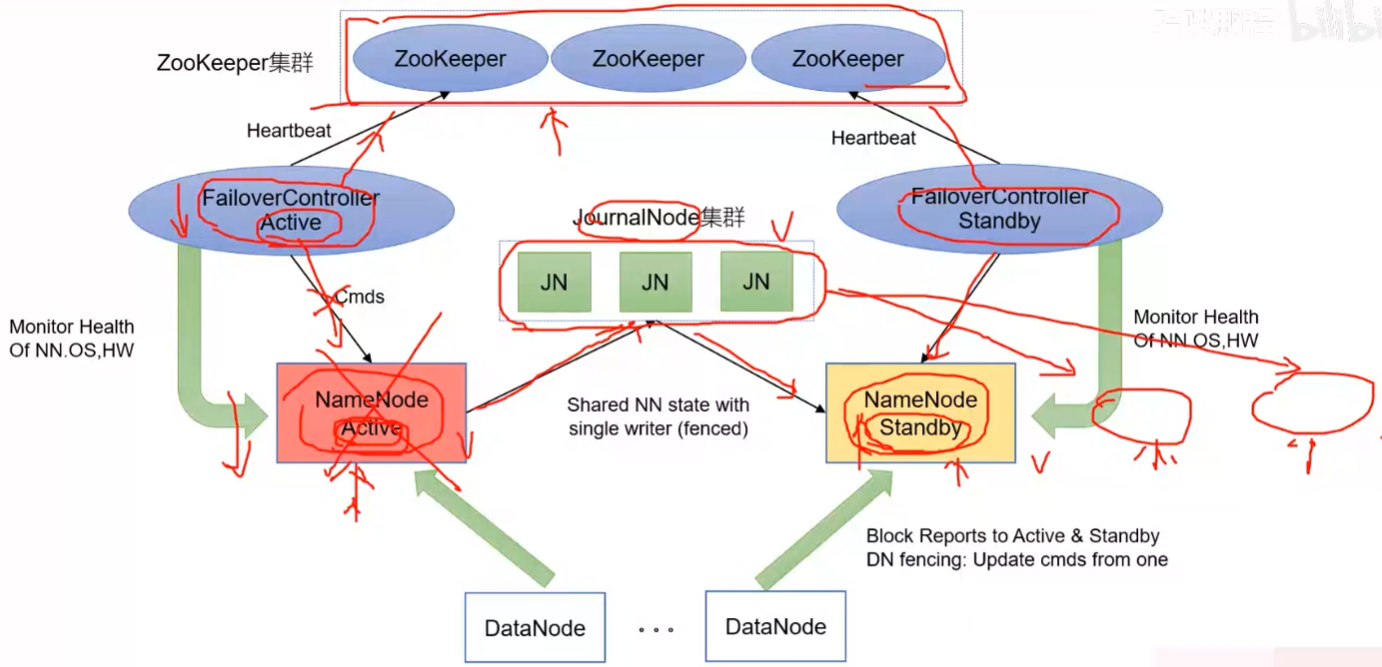 ZooKeeper集群
ZooKeeper
ZooKeeper
ZooKeeper
Heartbeat
Heartbeat
FailoverController
Active
FailoverController
Standby
JournalNode集群
JN
JN
JN
Cmds
Monitor Health
Of NN.OS,HW
Monitor Health
Of NN.OS,HW
NameNode
Active
Shared NN state with
single writer (fenced)
NameNode
Standby
Block Reports to Active & Standby
DN fencing: Update cmds from one
DataNode
...
DataNode